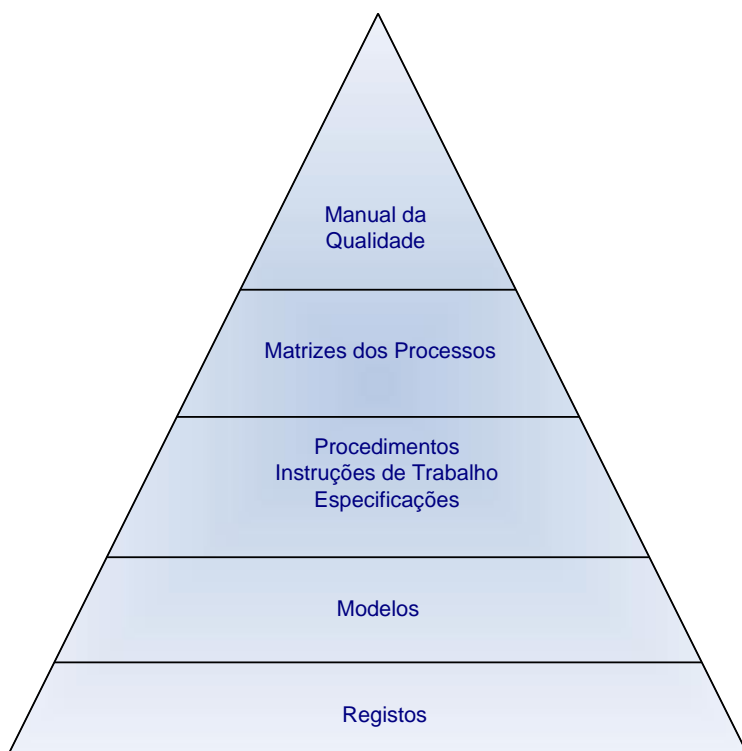 Manual da
Qualidade
Matrizes dos Processos
Procedimentos
Instruções de Trabalho
Especificações
Modelos
Registos